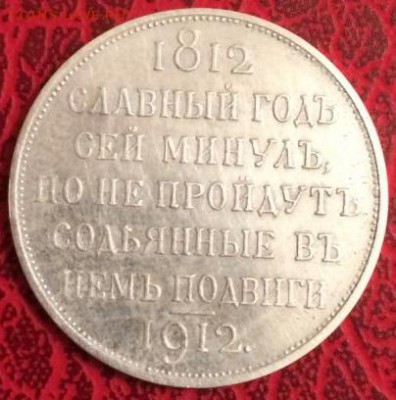 1812
СЛАВНЫЙ ГОДЪ
СЕЙ МИНУЛЪ,
НО НЕ ПРОЙДУТЪ
СОДѢЯННЫЕ ВЪ
НЕМЪ ПОДВИГИ
1912.